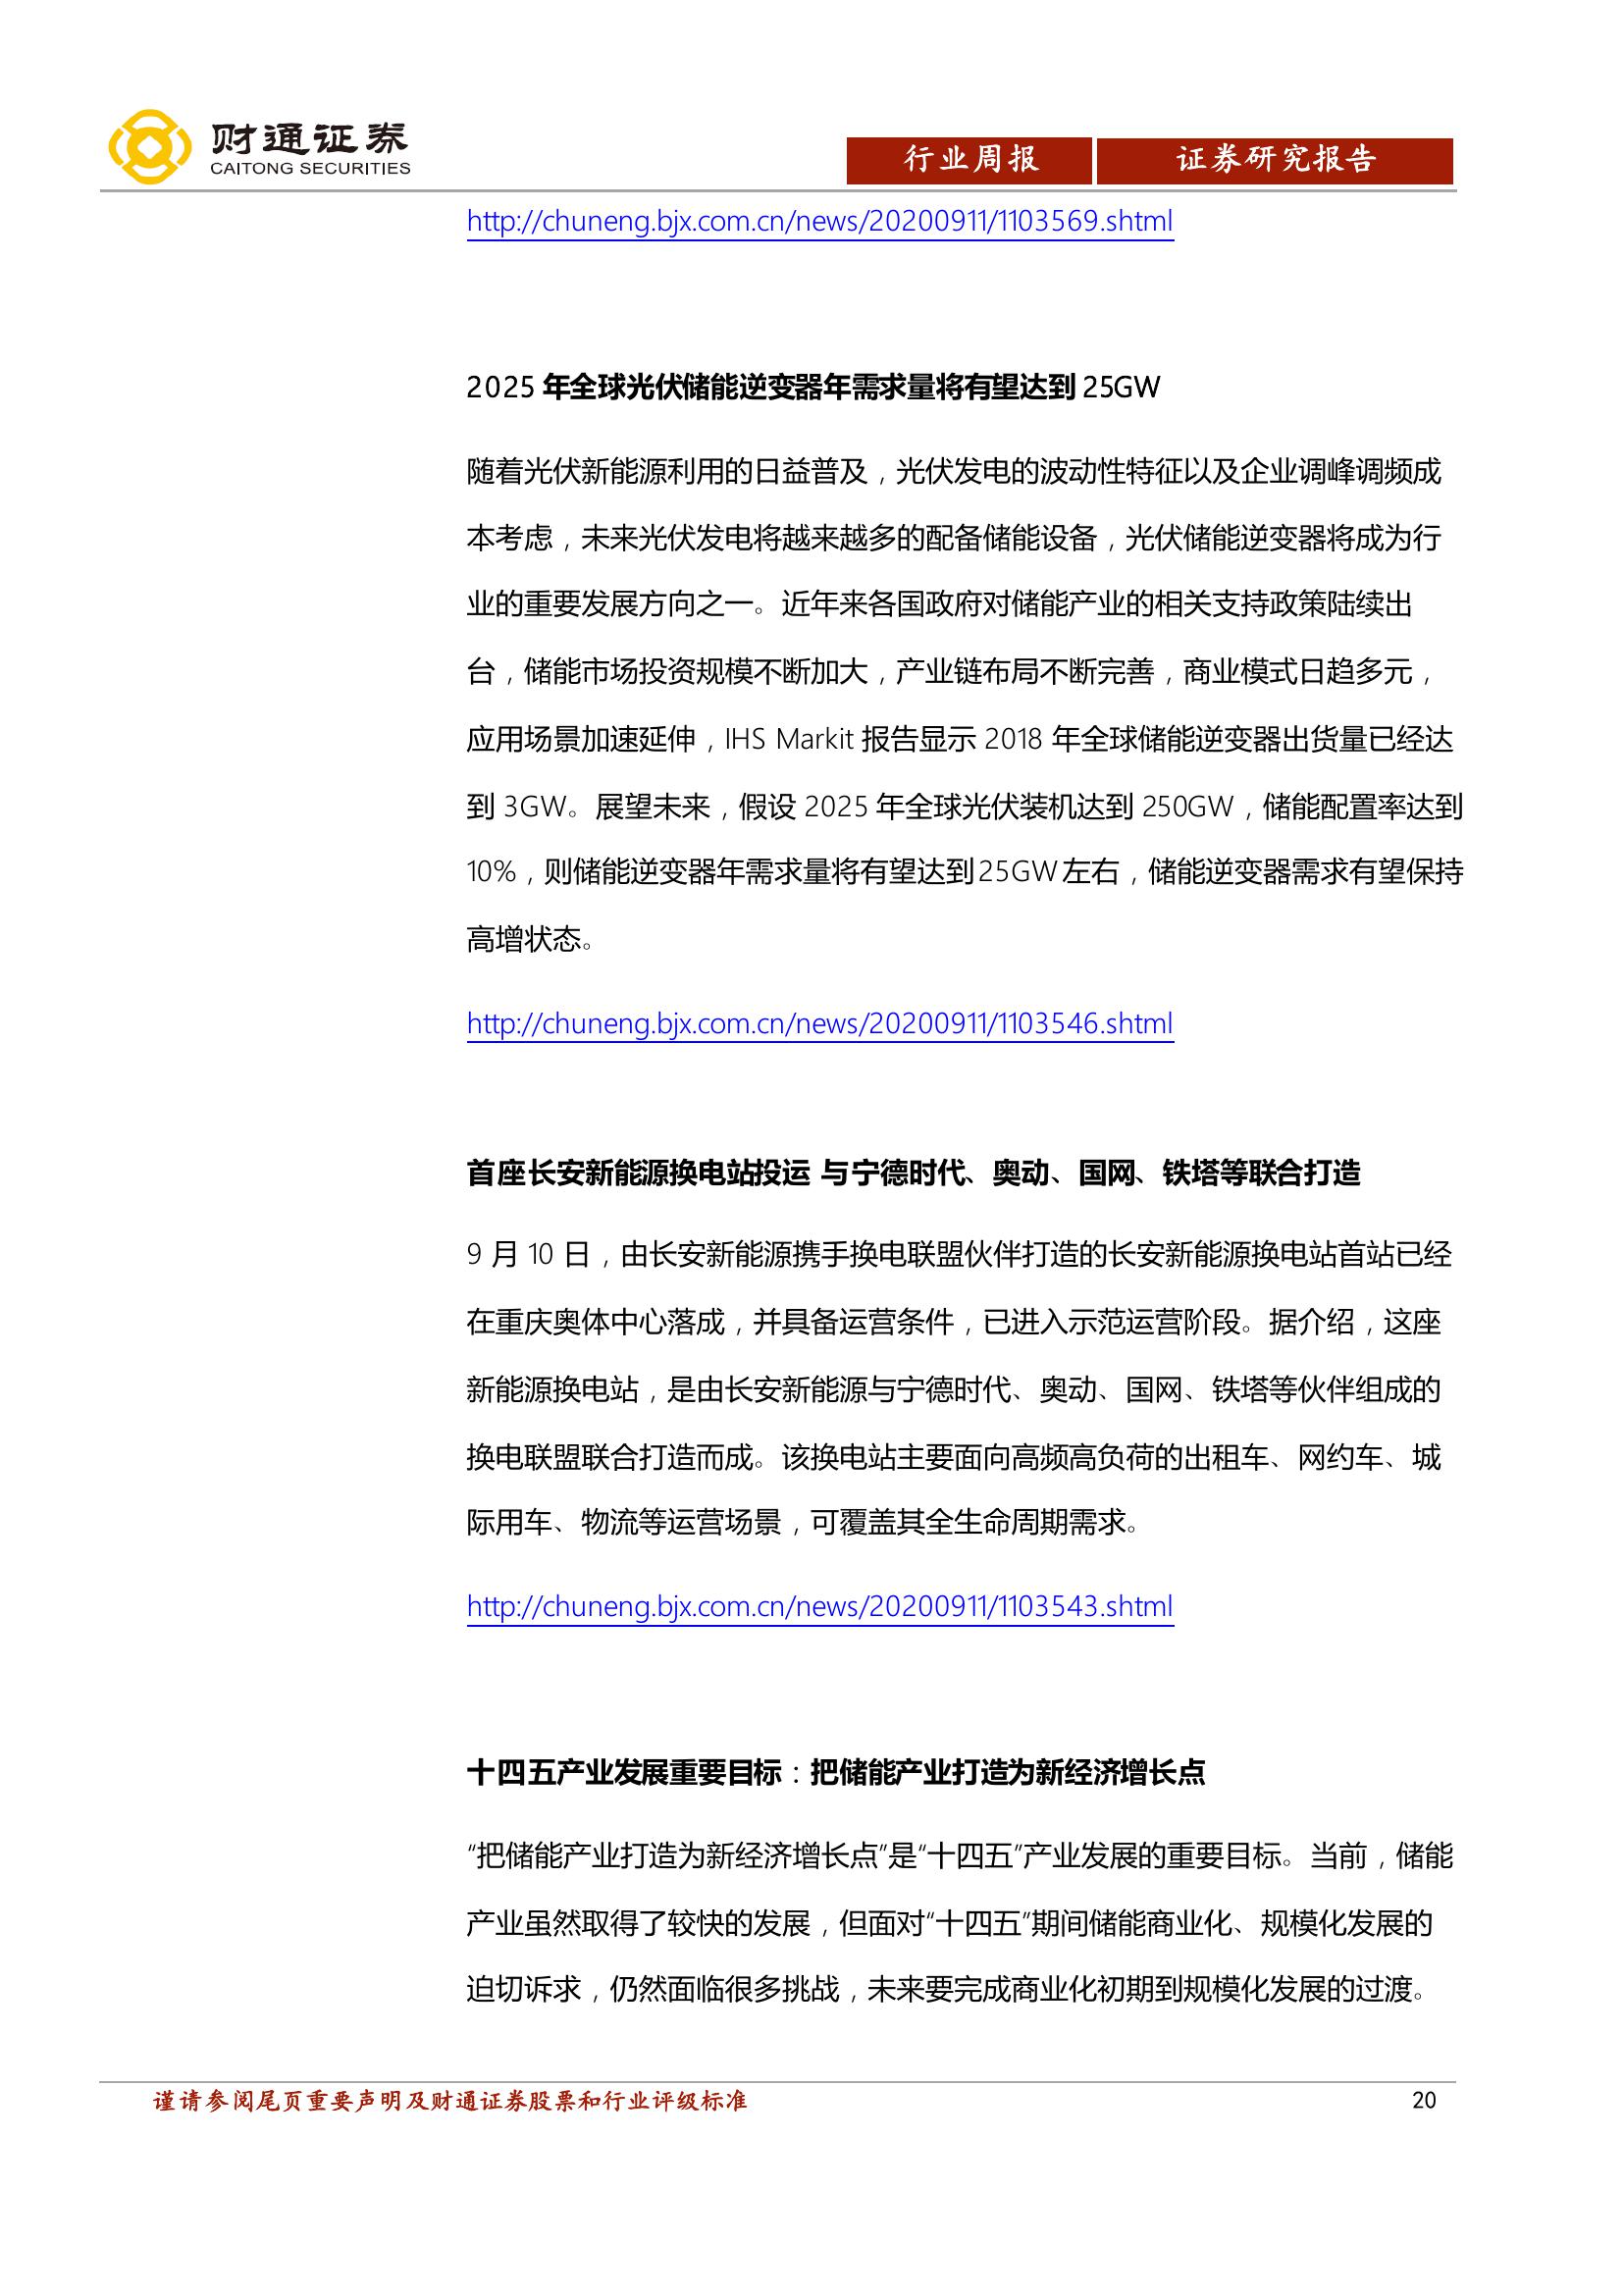 财通证券
CAITONG SECURITIES
行业周报
证券研究报告
http://chuneng.bjx.com.cn/news/20200911/1103569.shtml
2025 年全球光伏储能逆变器年需求量将有望达到 25GW
随着光伏新能源利用的日益普及，光伏发电的波动性特征以及企业调峰调频成
本考虑，未来光伏发电将越来越多的配备储能设备，光伏储能逆变器将成为行
业的重要发展方向之一。近年来各国政府对储能产业的相关支持政策陆续出
台，储能市场投资规模不断加大，产业链布局不断完善，商业模式日趋多元，
应用场景加速延伸，IHS Markit 报告显示 2018 年全球储能逆变器出货量已经达
到 3GW。展望未来，假设 2025 年全球光伏装机达到 250GW，储能配置率达到
10%，则储能逆变器年需求量将有望达到 25GW 左右，储能逆变器需求有望保持
高增状态。
http://chuneng.bjx.com.cn/news/20200911/1103546.shtml
首座长安新能源换电站投运 与宁德时代、奥动、国网、铁塔等联合打造
9 月 10 日，由长安新能源携手换电联盟伙伴打造的长安新能源换电站首站已经
在重庆奥体中心落成，并具备运营条件，已进入示范运营阶段。据介绍，这座
新能源换电站，是由长安新能源与宁德时代、奥动、国网、铁塔等伙伴组成的
换电联盟联合打造而成。该换电站主要面向高频高负荷的出租车、网约车、城
际用车、物流等运营场景，可覆盖其全生命周期需求。
http://chuneng.bjx.com.cn/news/20200911/1103543.shtml
十四五产业发展重要目标：把储能产业打造为新经济增长点
“把储能产业打造为新经济增长点”是“十四五”产业发展的重要目标。当前，储能
产业虽然取得了较快的发展，但面对“十四五”期间储能商业化、规模化发展的
迫切诉求，仍然面临很多挑战，未来要完成商业化初期到规模化发展的过渡。
谨请参阅尾页重要声明及财通证券股票和行业评级标准
20